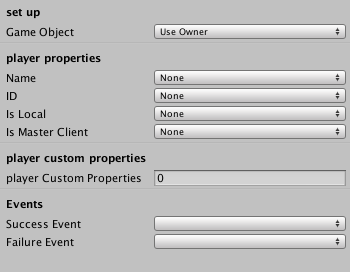 set up
Game Object Use Owner
player properties
Name None
ID None
Is Local None
Is Master Client None
player custom properties
player Custom Properties 0
Events
Success Event
Failure Event